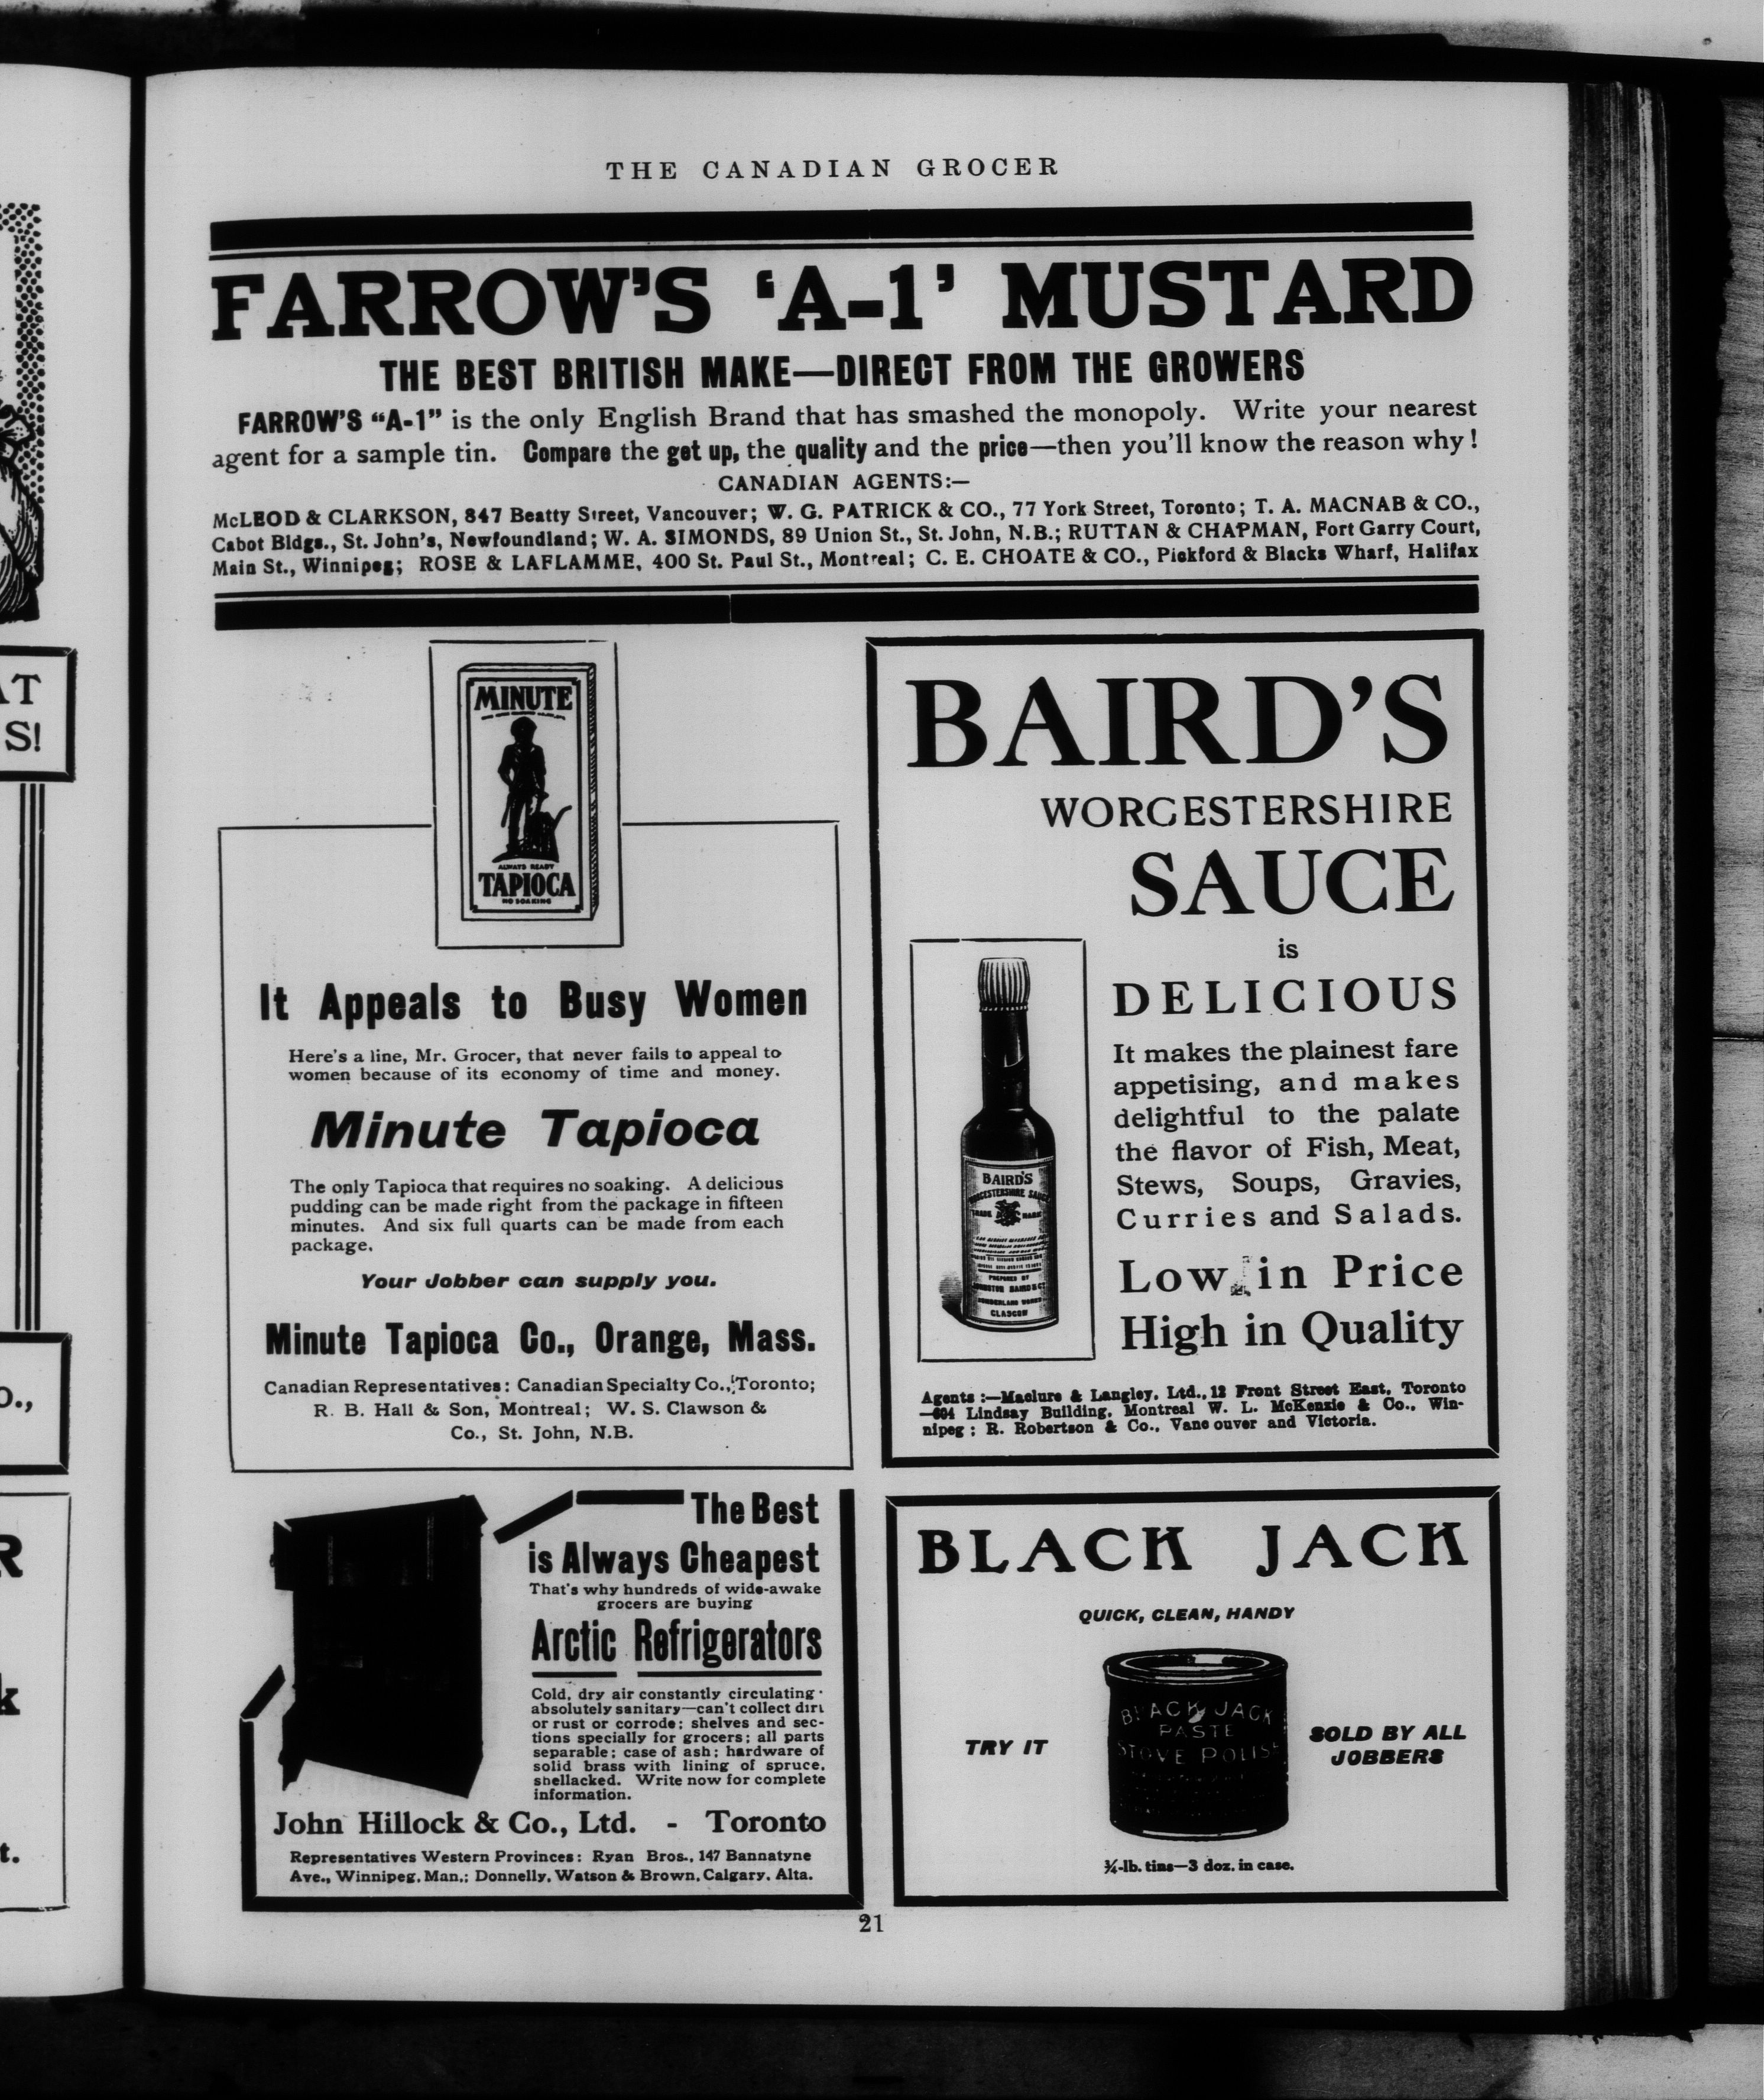 THE CANADIAN GROCER
FARROW'S 'A-1' MUSTARD
THE BEST BRITISH MAKE—DIRECT FROM THE GROWERS
FARROW'S "A-1" is the only English Brand that has smashed the monopoly. Write your nearest
agent for a sample tin. Compare the get up, the quality and the price—then you'll know the reason why!
CANADIAN AGENTS:—
McLEOD & CLARKSON, 847 Beatty Street, Vancouver; W. G. PATRICK & CO., 77 York Street, Toronto; T. A. MACNAB & CO.,
Cabot Bldgs., St. John's, Newfoundland; W. A. SIMONDS, 89 Union St., St. John, N.B.; RUTTAN & CHAPMAN, Fort Garry Court,
Main St., Winnipeg; ROSE & LAFLAMME, 400 St. Paul St., Montreal; C. E. CHOATE & CO., Pickford & Blacks Wharf, Halifax
MINUTE
ALWAYS READY
TAPIOCA
NO SOAKING
It Appeals to Busy Women
Here's a line, Mr. Grocer, that never fails to appeal to
women because of its economy of time and money.
Minute Tapioca
The only Tapioca that requires no soaking. A delicious
pudding can be made right from the package in fifteen
minutes. And six full quarts can be made from each
package.
Your Jobber can supply you.
Minute Tapioca Co., Orange, Mass.
Canadian Representatives: Canadian Specialty Co., Toronto;
R. B. Hall & Son, Montreal; W. S. Clawson &
Co., St. John, N.B.
BAIRD'S
WORCESTERSHIRE
SAUCE
is
DELICIOUS
It makes the plainest fare
appetising, and makes
delightful to the palate
the flavor of Fish, Meat,
Stews, Soups, Gravies,
Curries and Salads.
Low in Price
High in Quality
BAIRD'S
WORCESTERSHIRE SAUCE
TRADE MARK
PREPARED BY
GLASGOW
Agents :—Maclure & Langley, Ltd., 12 Front Street East, Toronto
—604 Lindsay Building, Montreal W. L. McKenzie & Co., Win-
nipeg; R. Robertson & Co., Vancouver and Victoria.
The Best
is Always Cheapest
That's why hundreds of wide-awake
grocers are buying
Arctic Refrigerators
Cold, dry air constantly circulating
absolutely sanitary—can't collect dirt
or rust or corrode; shelves and sec-
tions specially for grocers; all parts
separable; case of ash; hardware of
solid brass with lining of spruce,
shellacked. Write now for complete
information.
John Hillock & Co., Ltd. - Toronto
Representatives Western Provinces: Ryan Bros., 147 Bannatyne
Ave., Winnipeg, Man.; Donnelly, Watson & Brown, Calgary, Alta.
BLACK JACK
QUICK, CLEAN, HANDY
TRY IT
BLACK JACK
PASTE
STOVE POLISH
SOLD BY ALL
JOBBERS
¾-lb. tins—3 doz. in case.
21
AT
S!
o.,
R
k
t.